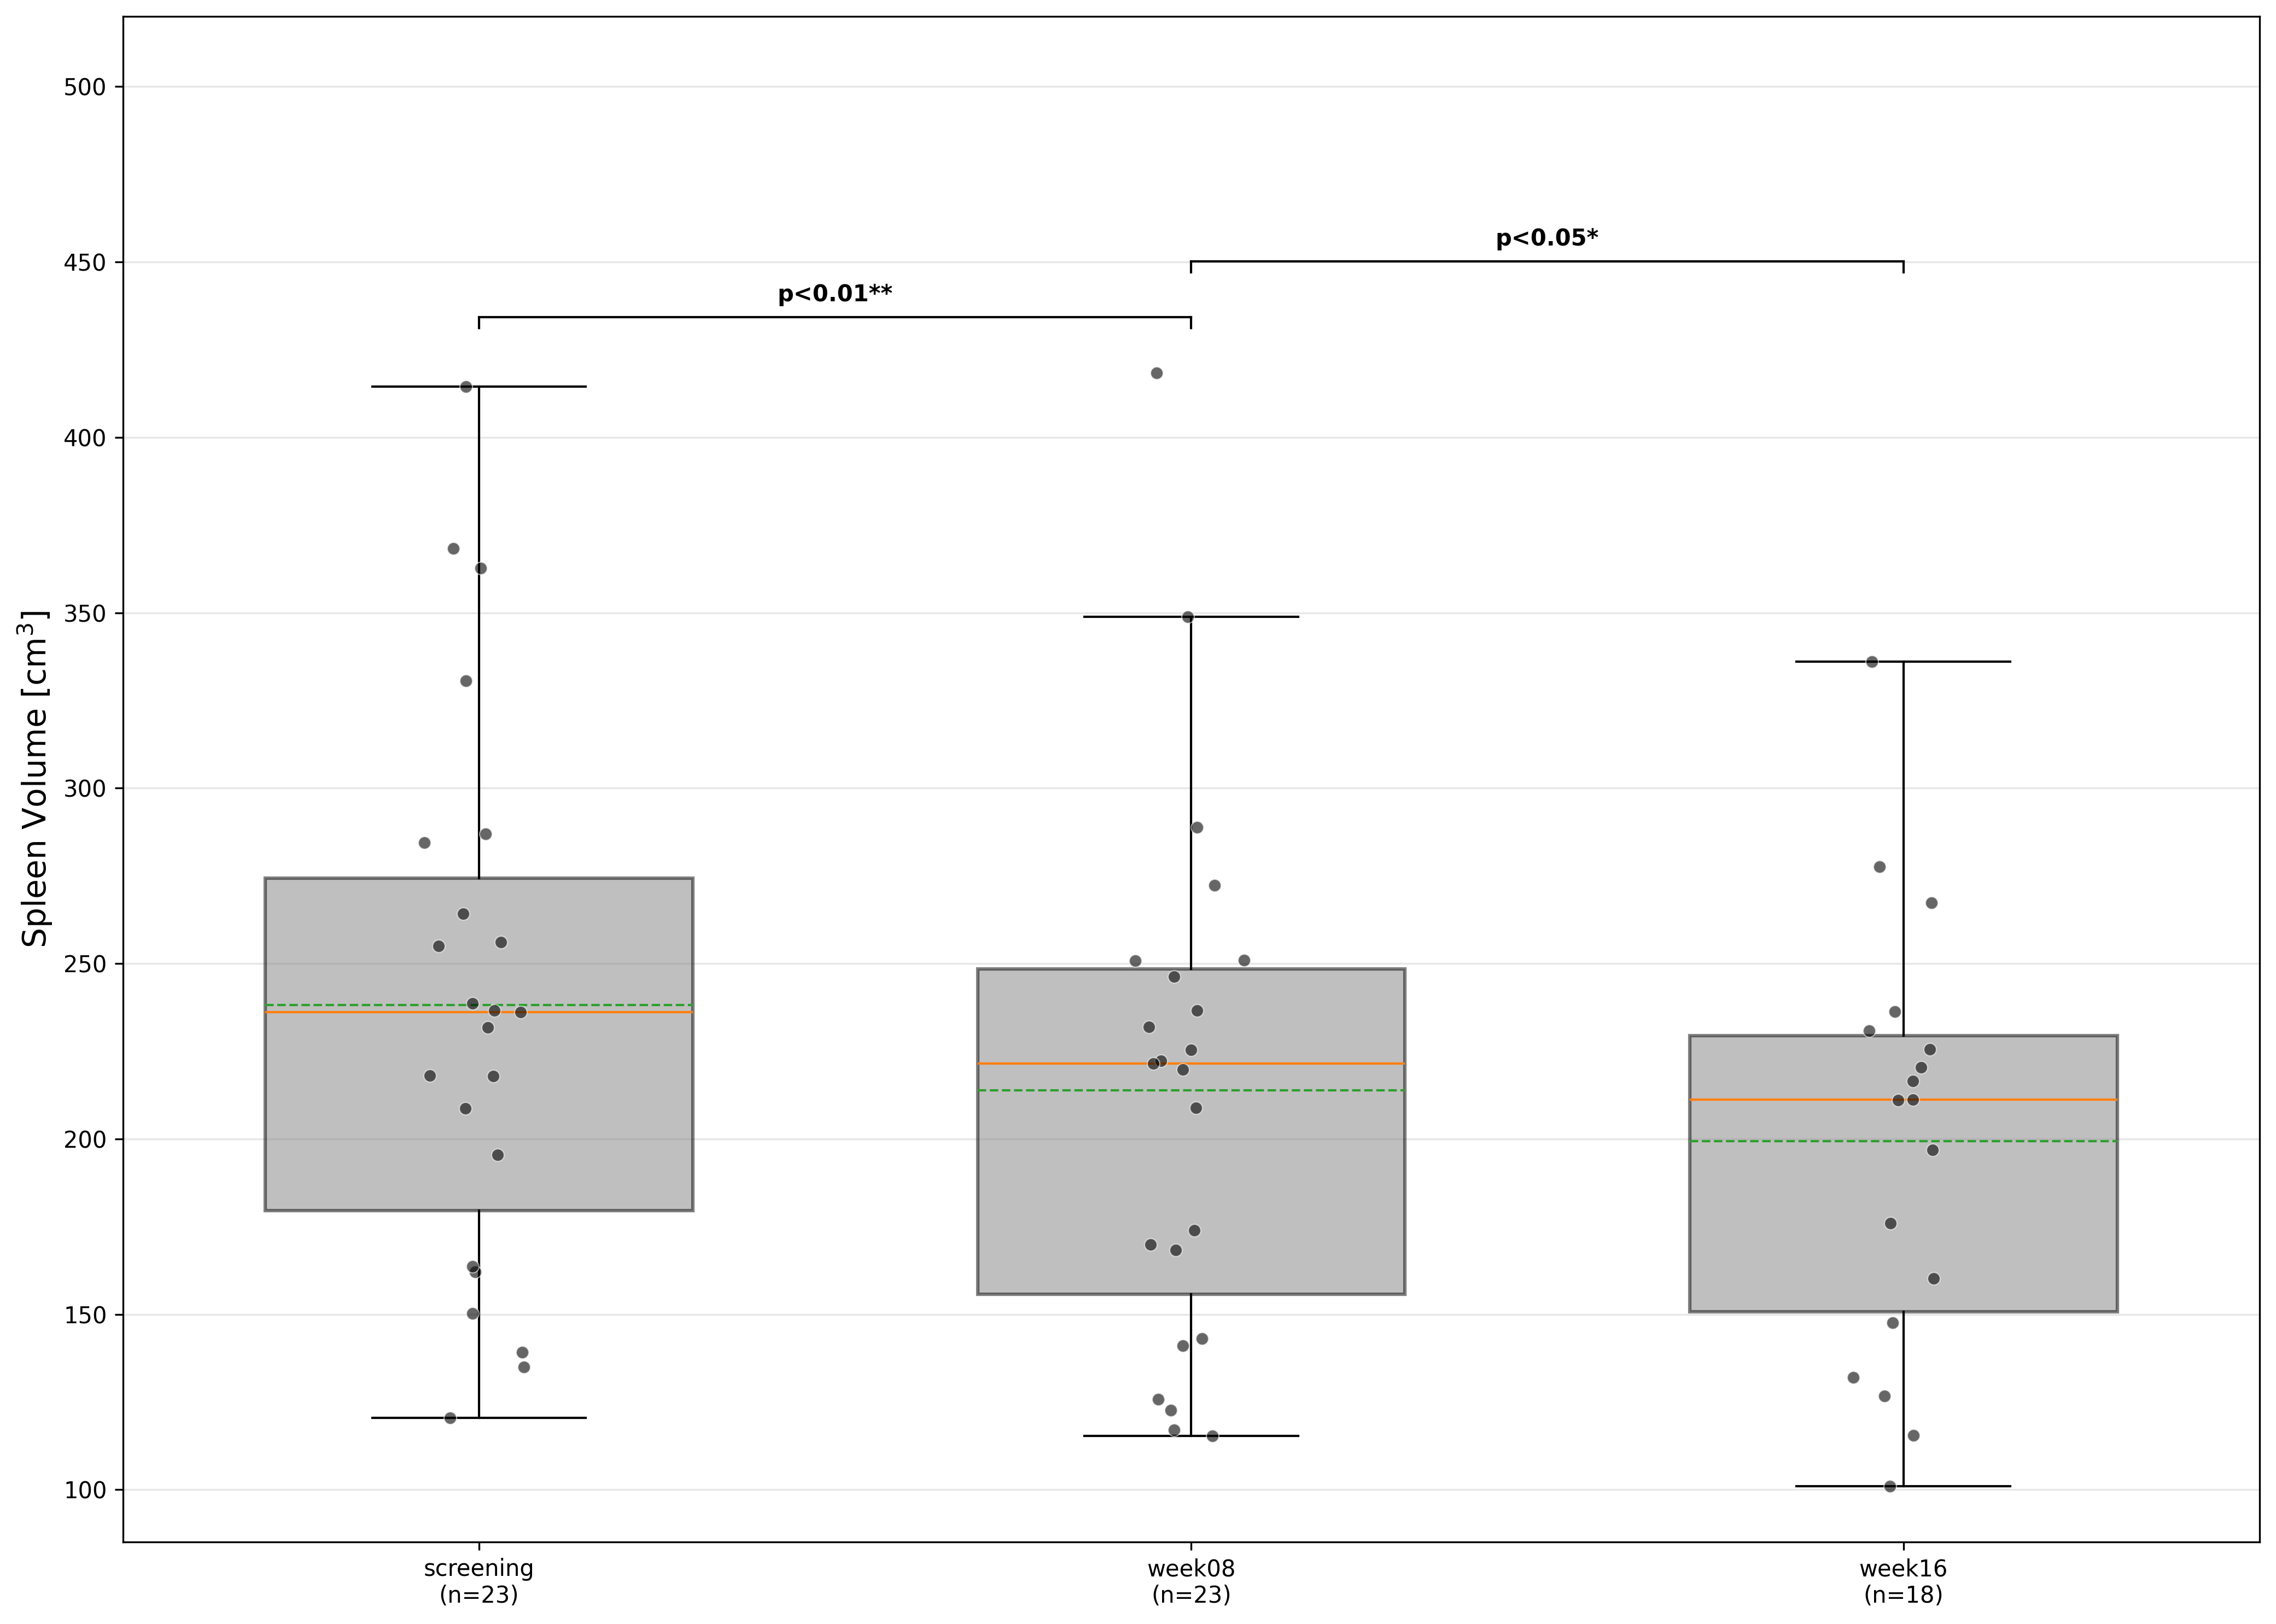 500
450
400
350
300
250
200
150
100
Spleen Volume [cm³]
p<0.05*
p<0.01**
screening
(n=23)
week08
(n=23)
week16
(n=18)